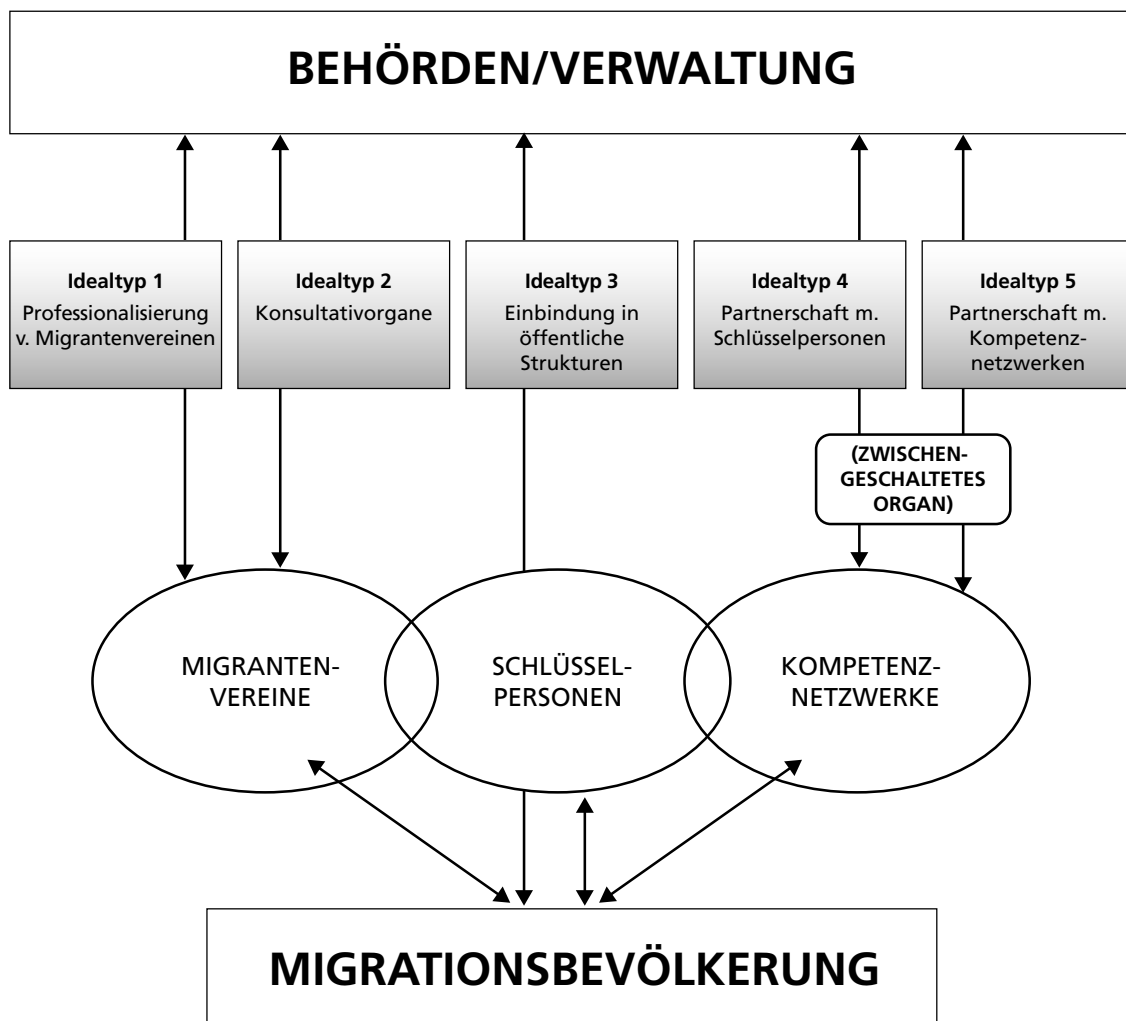 BEHÖRDEN/VERWALTUNG
Idealtyp 1
Professionalisierung
v. Migrantenvereinen
Idealtyp 2
Konsultativorgane
Idealtyp 3
Einbindung in
öffentliche
Strukturen
Idealtyp 4
Partnerschaft m.
Schlüsselpersonen
Idealtyp 5
Partnerschaft m.
Kompetenz-
netzwerken
(ZWISCHEN-
GESCHALTETES
ORGAN)
MIGRANTEN-
VEREINE
SCHLÜSSEL-
PERSONEN
KOMPETENZ-
NETZWERKE
MIGRATIONSBEVÖLKERUNG